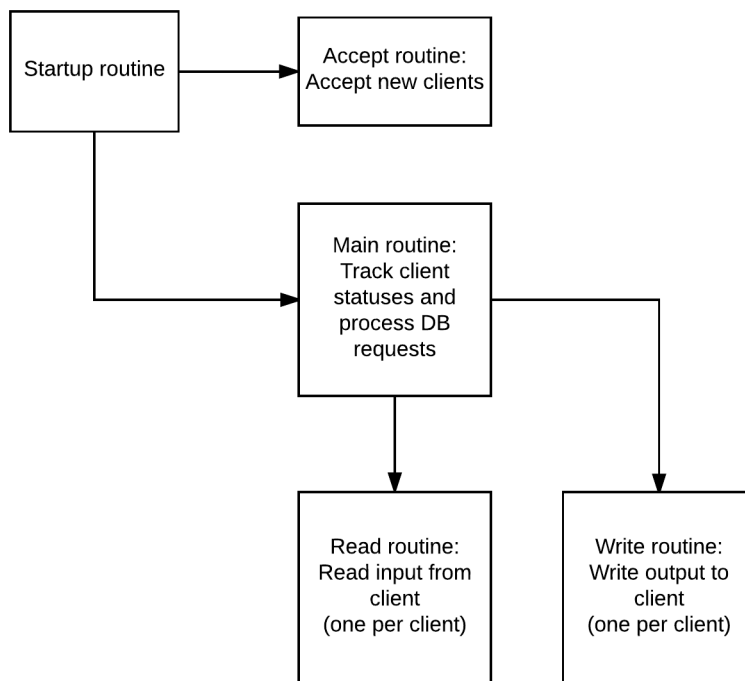 Startup routine
Accept routine:
Accept new clients
Main routine:
Track client
statuses and
process DB
requests
Read routine:
Read input from
client
(one per client)
Write routine:
Write output to
client
(one per client)